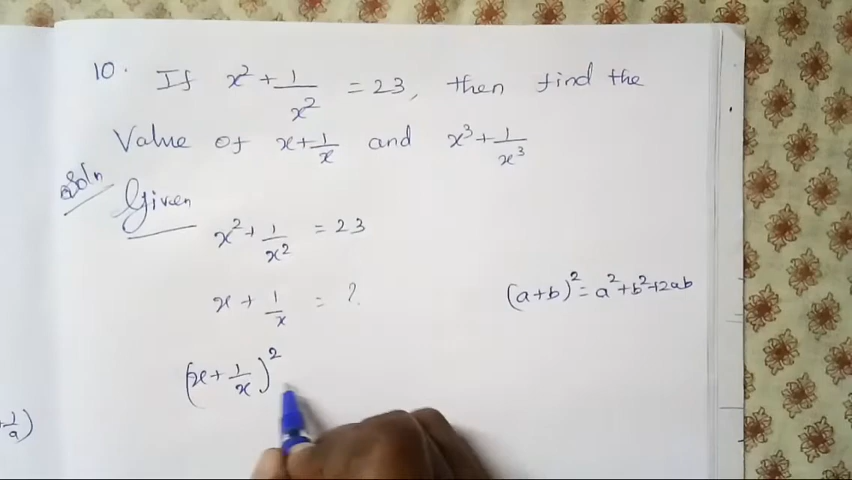 10. If x² + 1/x² = 23, then find the
Value of x + 1/x and x³ + 1/x³
Soln
Given
x² + 1/x² = 23
x + 1/x = ?
(a+b)² = a² + b² + 2ab
(x + 1/x)²
+ 1/a)